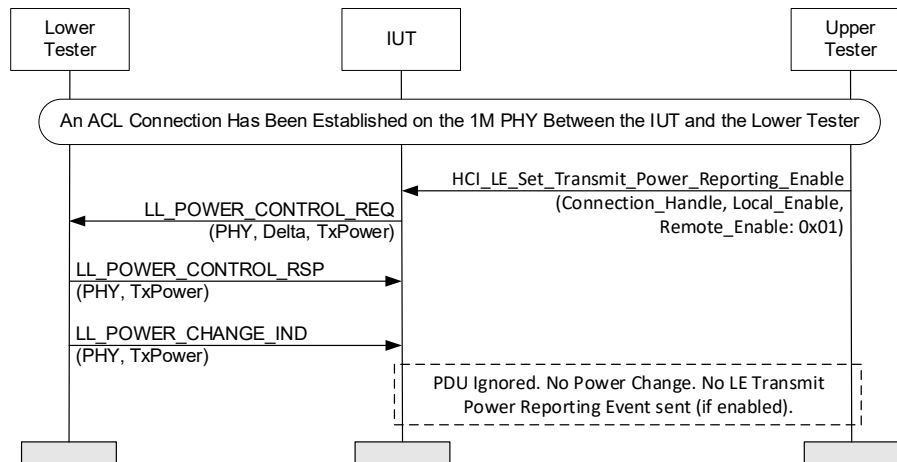 Lower
Tester
IUT
Upper
Tester
An ACL Connection Has Been Established on the 1M PHY Between the IUT and the Lower Tester
HCI_LE_Set_Transmit_Power_Reporting_Enable
(Connection_Handle, Local_Enable,
Remote_Enable: 0x01)
LL_POWER_CONTROL_REQ
(PHY, Delta, TxPower)
LL_POWER_CONTROL_RSP
(PHY, TxPower)
LL_POWER_CHANGE_IND
(PHY, TxPower)
PDU Ignored. No Power Change. No LE Transmit
Power Reporting Event sent (if enabled).